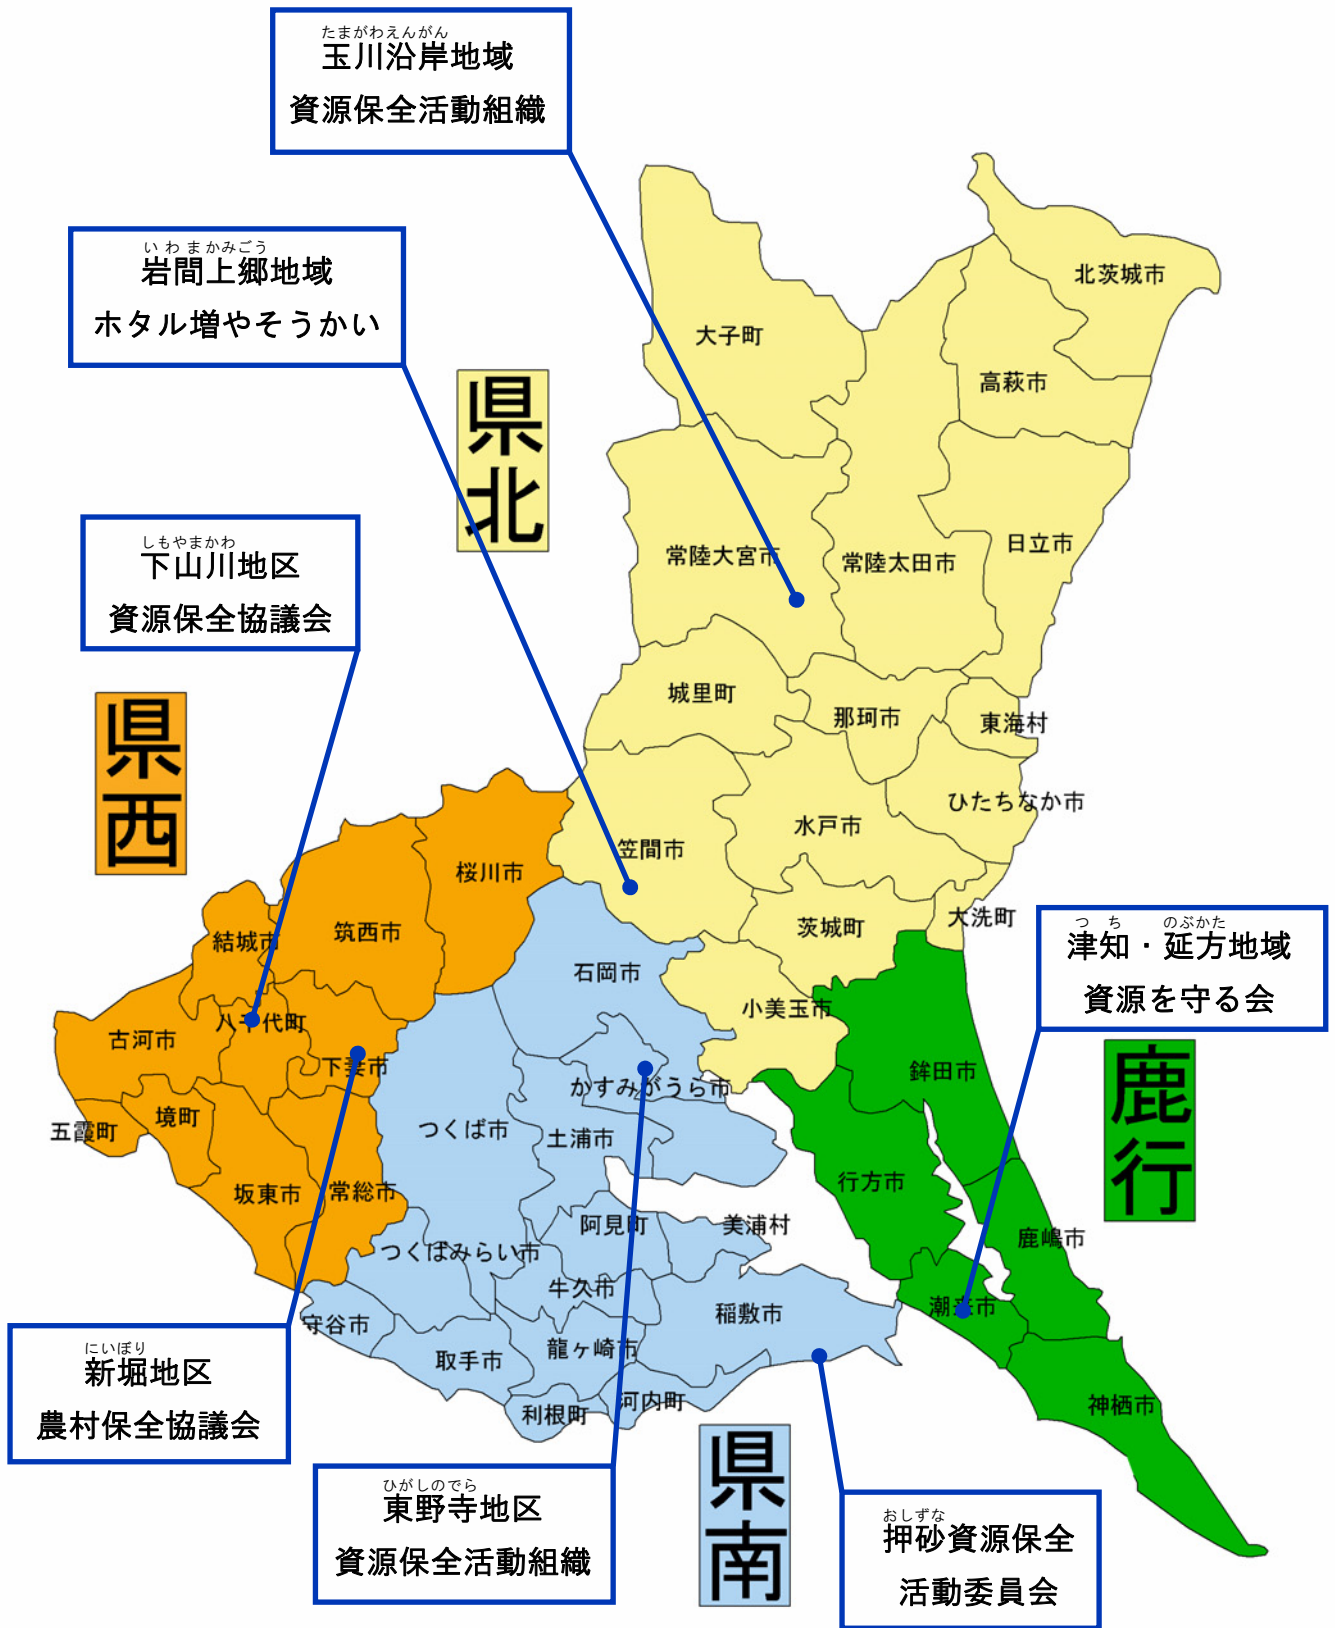 たまがわえんがん
玉川沿岸地域
資源保全活動組織
いわまかみごう
岩間上郷地域
ホタル増やそうかい
県北
北茨城市
大子町
高萩市
しもやまかわ
下山川地区
資源保全協議会
常陸大宮市
常陸太田市
日立市
県西
城里町
那珂市
東海村
ひたちなか市
水戸市
笠間市
桜川市
茨城町
大洗町
筑西市
結城市
つち のぶかた
津知・延方地域
資源を守る会
石岡市
小美玉市
八千代町
古河市
下妻市
鉾田市
鹿行
かすみがうら市
境町
五霞町
つくば市
土浦市
行方市
坂東市
常総市
阿見町
美浦村
鹿嶋市
つくばみらい市
牛久市
潮来市
稲敷市
守谷市
龍ヶ崎市
取手市
にいぼり
新堀地区
農村保全協議会
利根町
河内町
神栖市
県南
ひがしのでら
東野寺地区
資源保全活動組織
おしずな
押砂資源保全
活動委員会